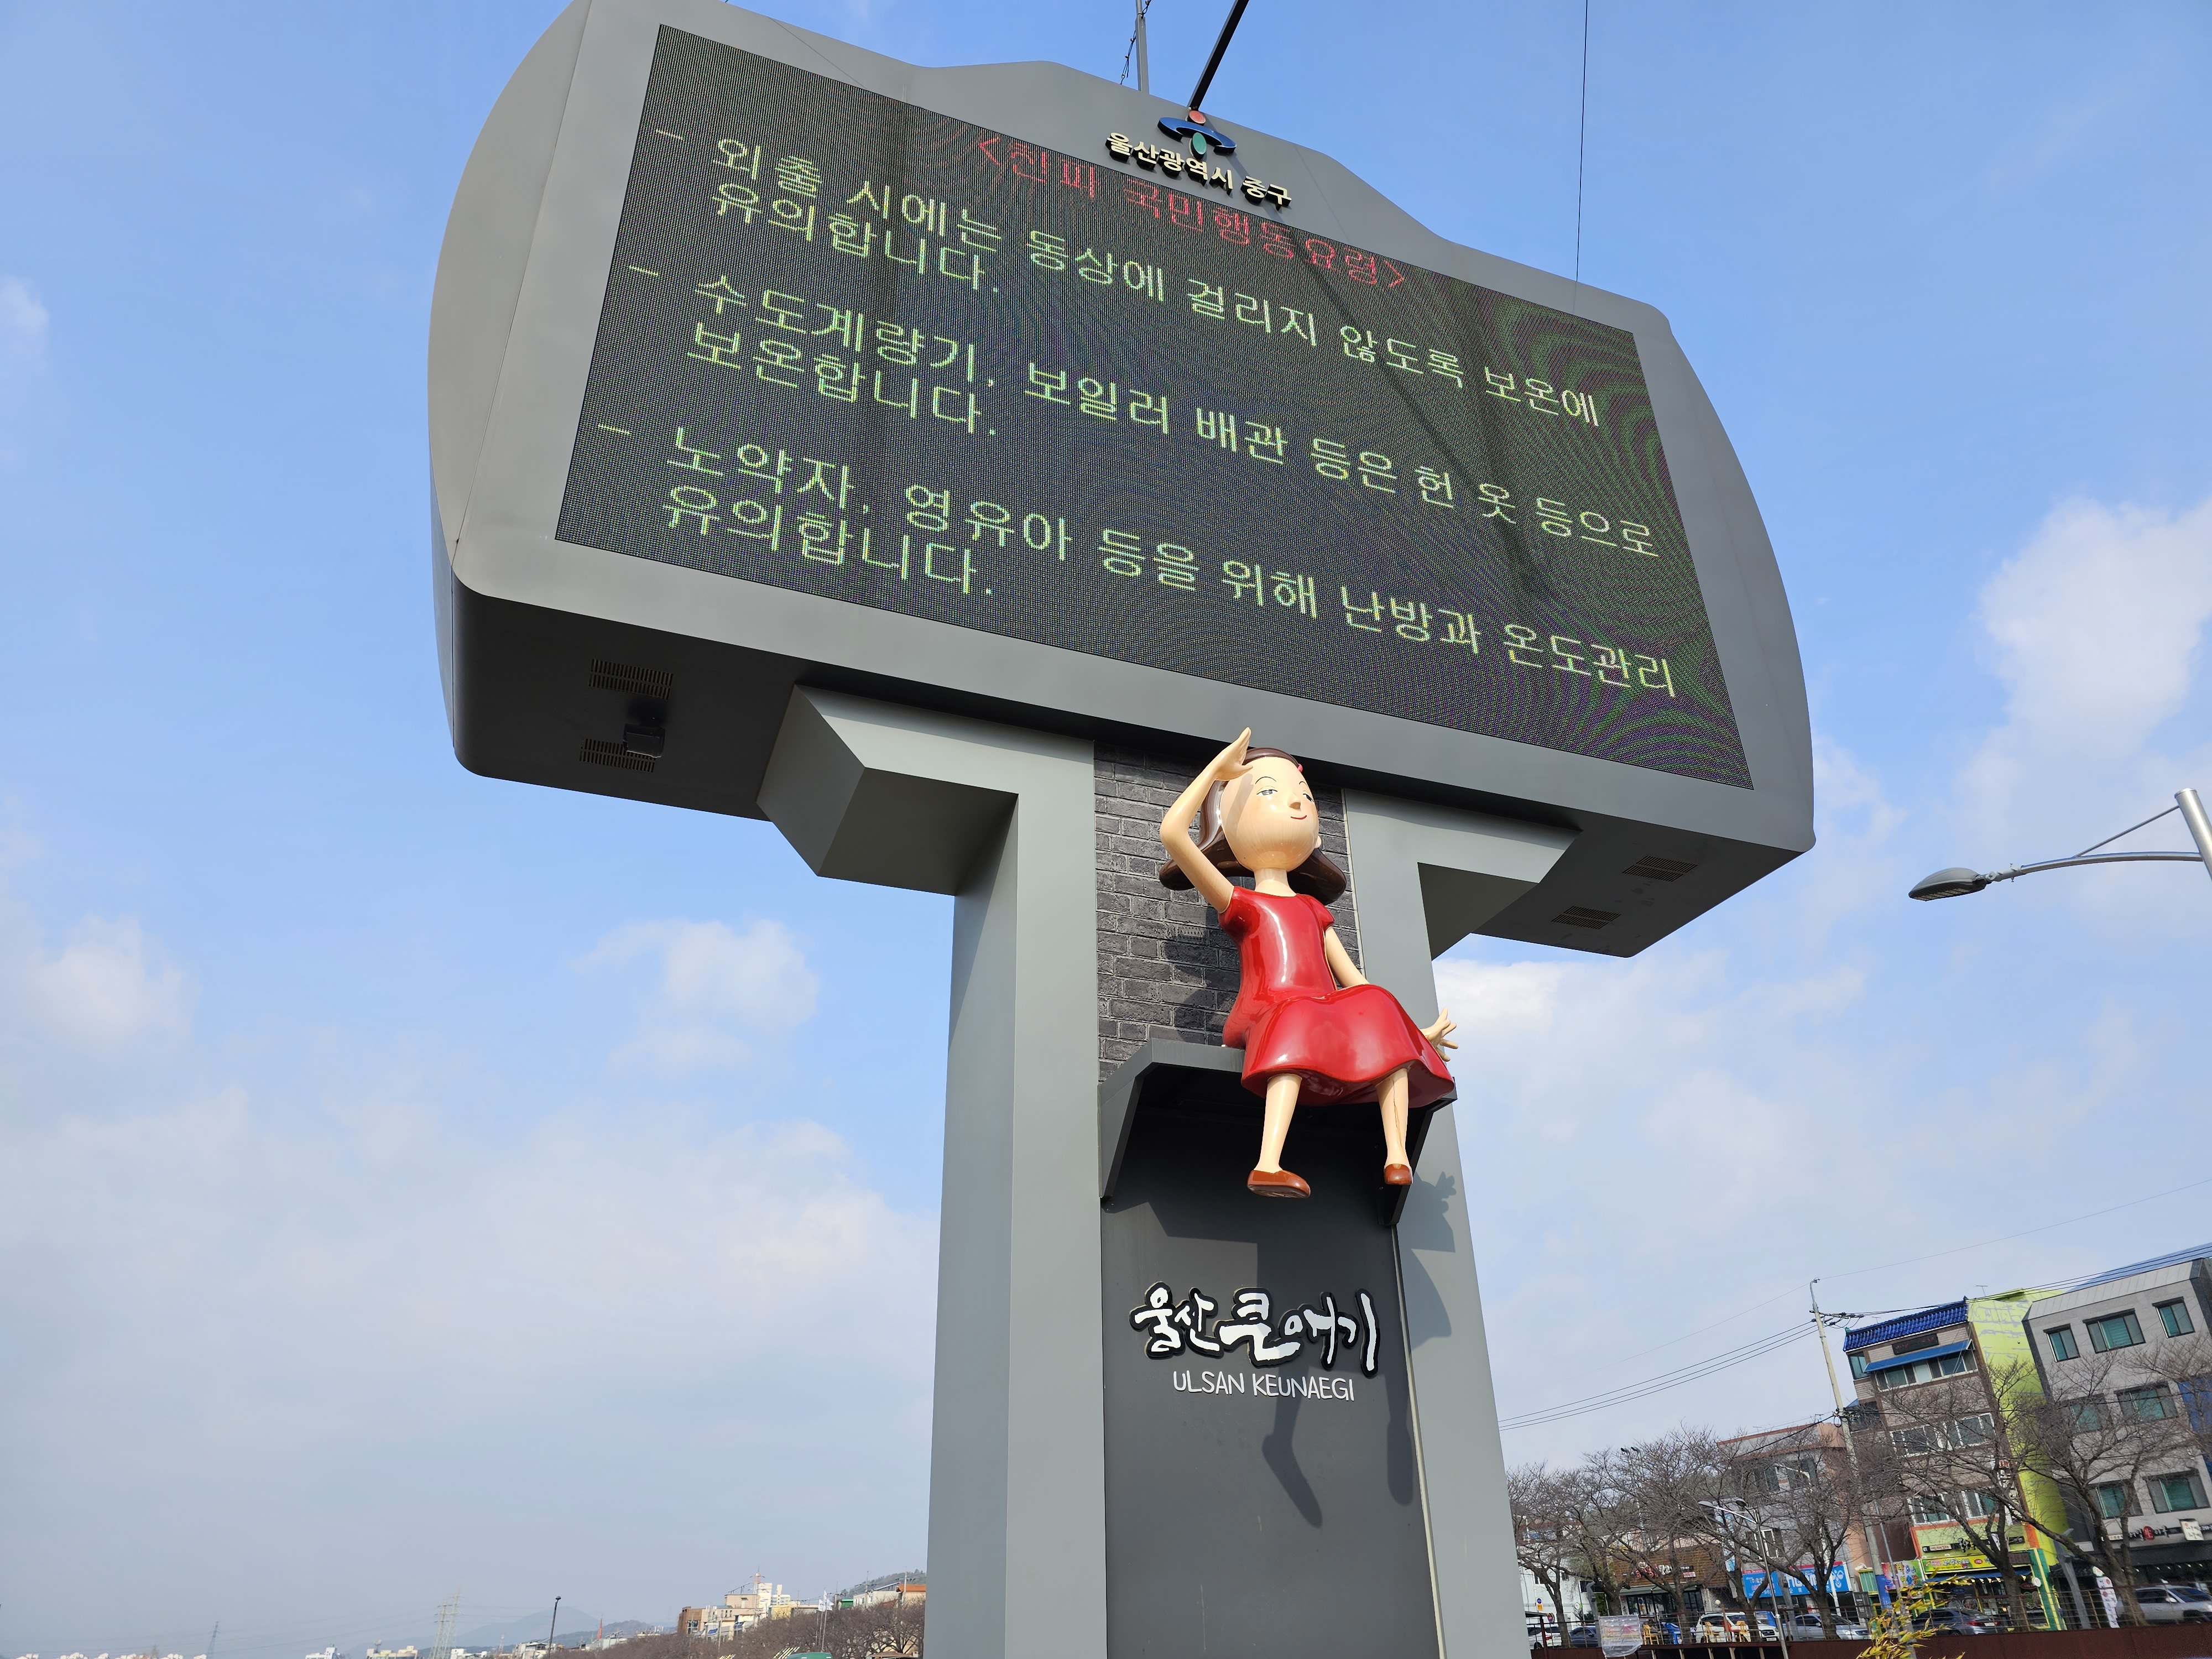 울산광역시 중구
<한파 국민행동요령>
- 외출 시에는 동상에 걸리지 않도록 보온에
유의합니다.
- 수도계량기, 보일러 배관 등은 헌 옷 등으로
보온합니다.
- 노약자, 영유아 등을 위해 난방과 온도관리
유의합니다.
울산큰애기
ULSAN KEUNAEGI